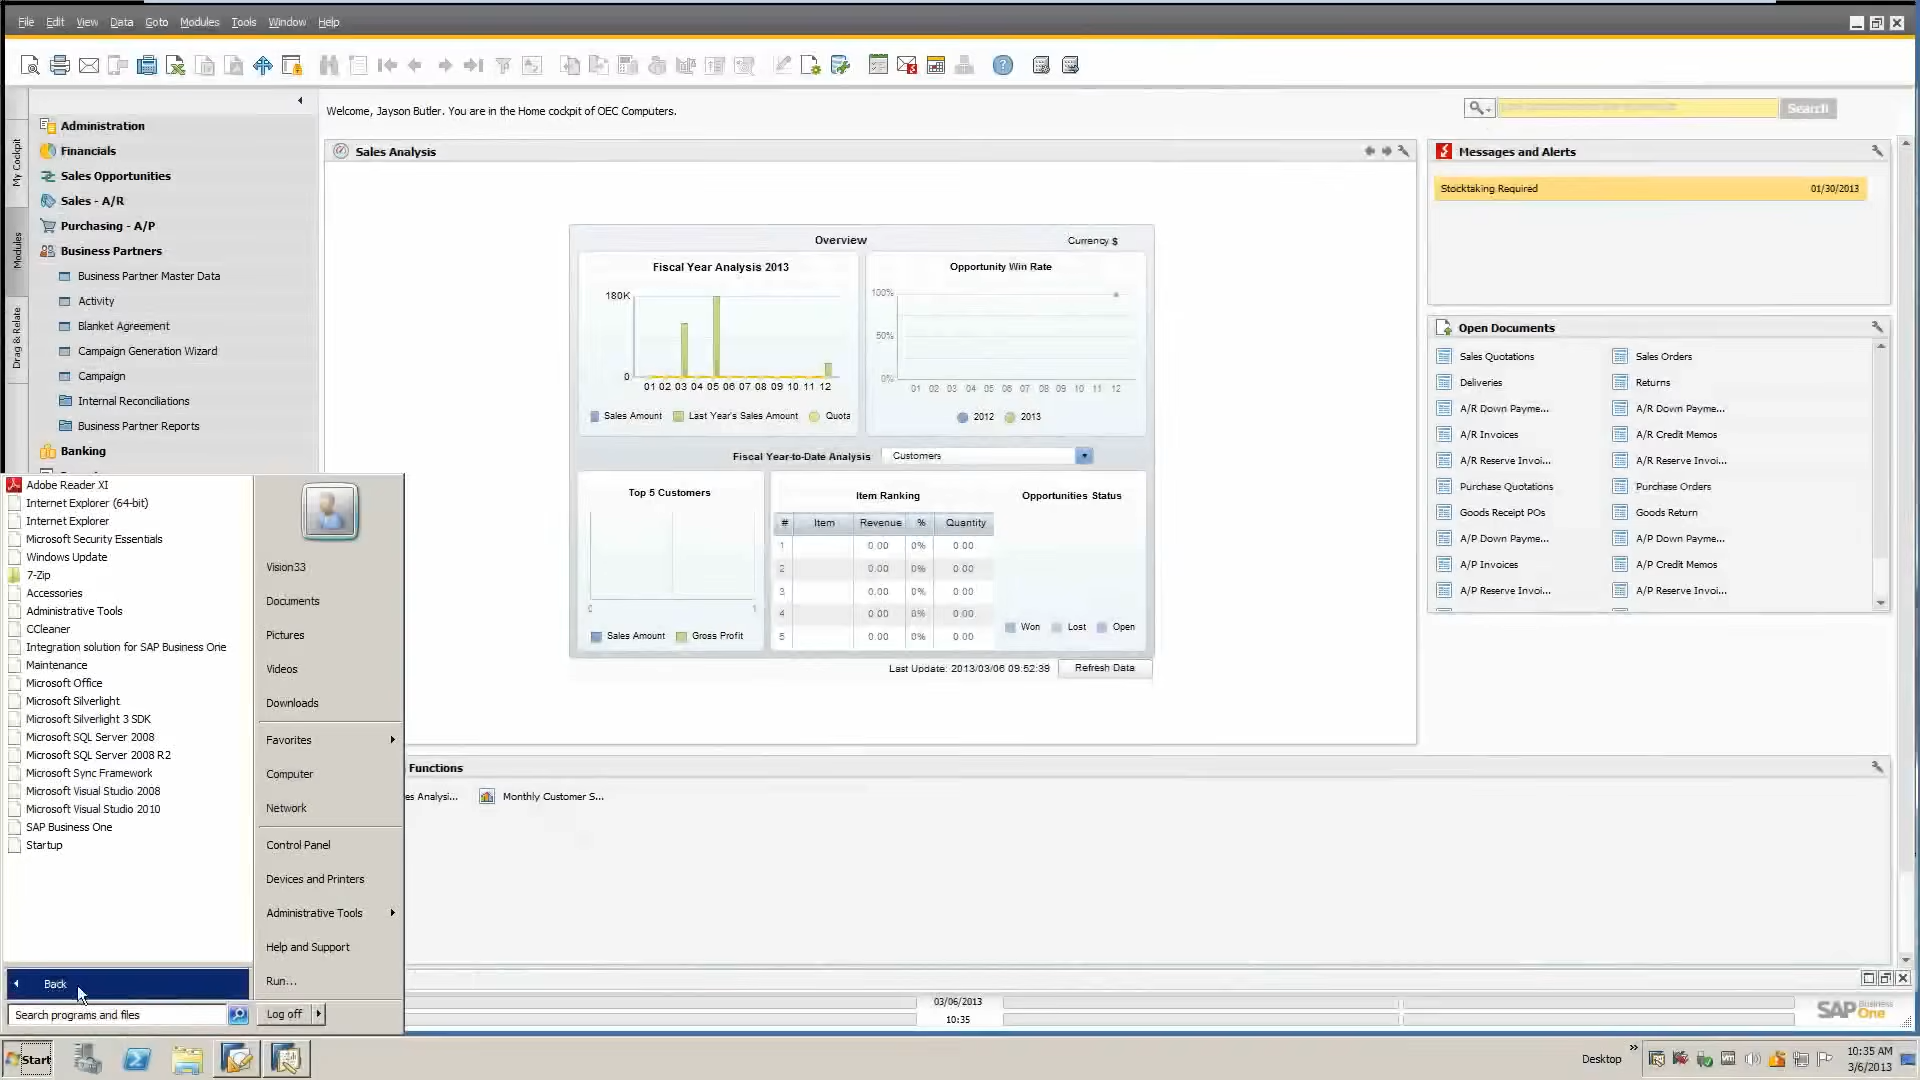 File Edit View Data Goto Modules Tools Window Help
Welcome, Jayson Butler. You are in the Home cockpit of OEC Computers.
Search
My Cockpit
Modules
Drag & Relate
Administration
Financials
Sales Opportunities
Sales - A/R
Purchasing - A/P
Business Partners
Business Partner Master Data
Activity
Blanket Agreement
Campaign Generation Wizard
Campaign
Internal Reconciliations
Business Partner Reports
Banking
Sales Analysis
Overview
Currency $
Fiscal Year Analysis 2013
180K
0
01 02 03 04 05 06 07 08 09 10 11 12
Sales Amount Last Year's Sales Amount Quota
Opportunity Win Rate
100%
50%
0%
01 02 03 04 05 06 07 08 09 10 11 12
2012 2013
Fiscal Year-to-Date Analysis Customers
Top 5 Customers
0 1
Sales Amount Gross Profit
Item Ranking
# Item Revenue % Quantity
1 0.00 0% 0.00
2 0.00 0% 0.00
3 0.00 0% 0.00
4 0.00 0% 0.00
5 0.00 0% 0.00
Opportunities Status
Won Lost Open
Last Update: 2013/03/06 09:52:39 Refresh Data
Messages and Alerts
Stocktaking Required 01/30/2013
Open Documents
Sales Quotations Sales Orders
Deliveries Returns
A/R Down Payme... A/R Down Payme...
A/R Invoices A/R Credit Memos
A/R Reserve Invoi... A/R Reserve Invoi...
Purchase Quotations Purchase Orders
Goods Receipt POs Goods Return
A/P Down Payme... A/P Down Payme...
A/P Invoices A/P Credit Memos
A/P Reserve Invoi... A/P Reserve Invoi...
Functions
es Analysi... Monthly Customer S...
Adobe Reader XI
Internet Explorer (64-bit)
Internet Explorer
Microsoft Security Essentials
Windows Update
7-Zip
Accessories
Administrative Tools
CCleaner
Integration solution for SAP Business One
Maintenance
Microsoft Office
Microsoft Silverlight
Microsoft Silverlight 3 SDK
Microsoft SQL Server 2008
Microsoft SQL Server 2008 R2
Microsoft Sync Framework
Microsoft Visual Studio 2008
Microsoft Visual Studio 2010
SAP Business One
Startup
Back
Search programs and files
Vision33
Documents
Pictures
Videos
Downloads
Favorites
Computer
Network
Control Panel
Devices and Printers
Administrative Tools
Help and Support
Run...
Log off
03/06/2013
10:35
SAP Business One
Start
Desktop
10:35 AM
3/6/2013